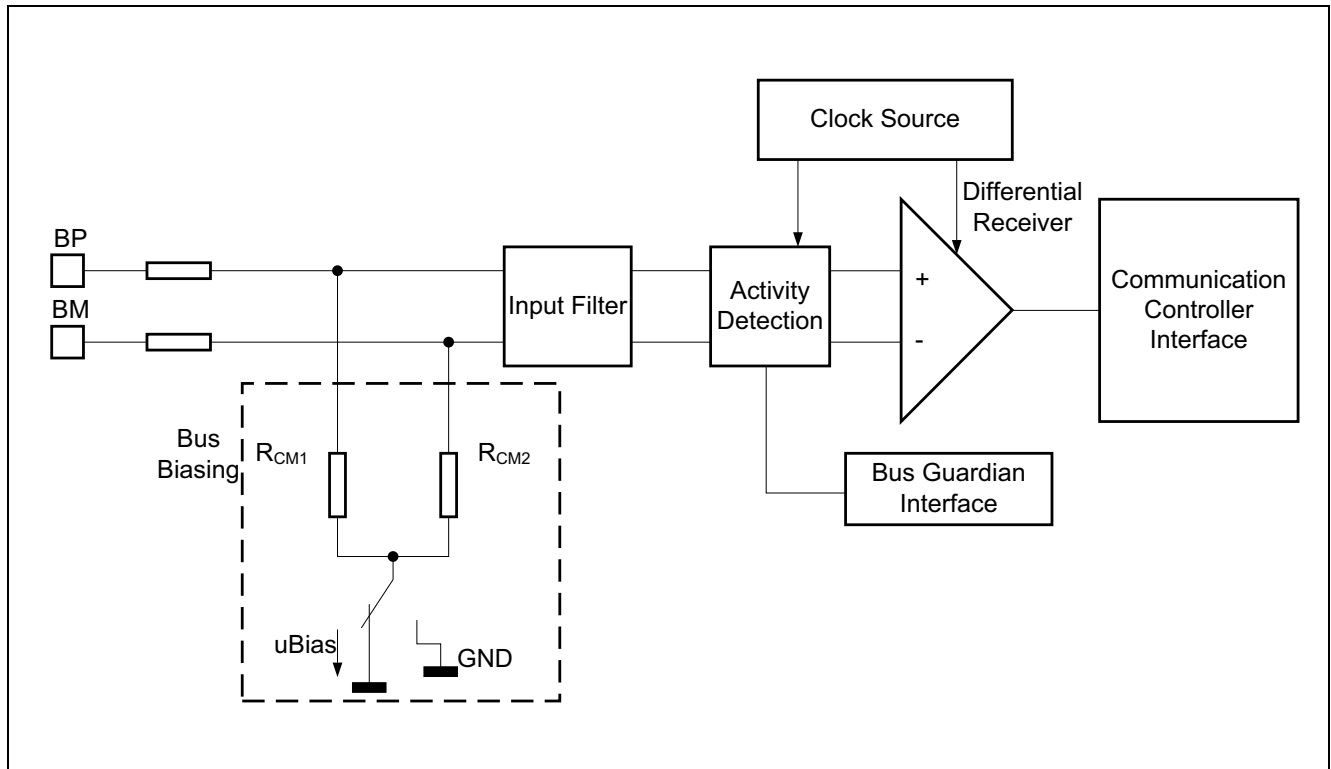 Clock Source
Differential
Receiver
BP
BM
Input Filter
Activity
Detection
+
-
Communication
Controller
Interface
Bus
Biasing
RCM1
RCM2
Bus Guardian
Interface
uBias
GND